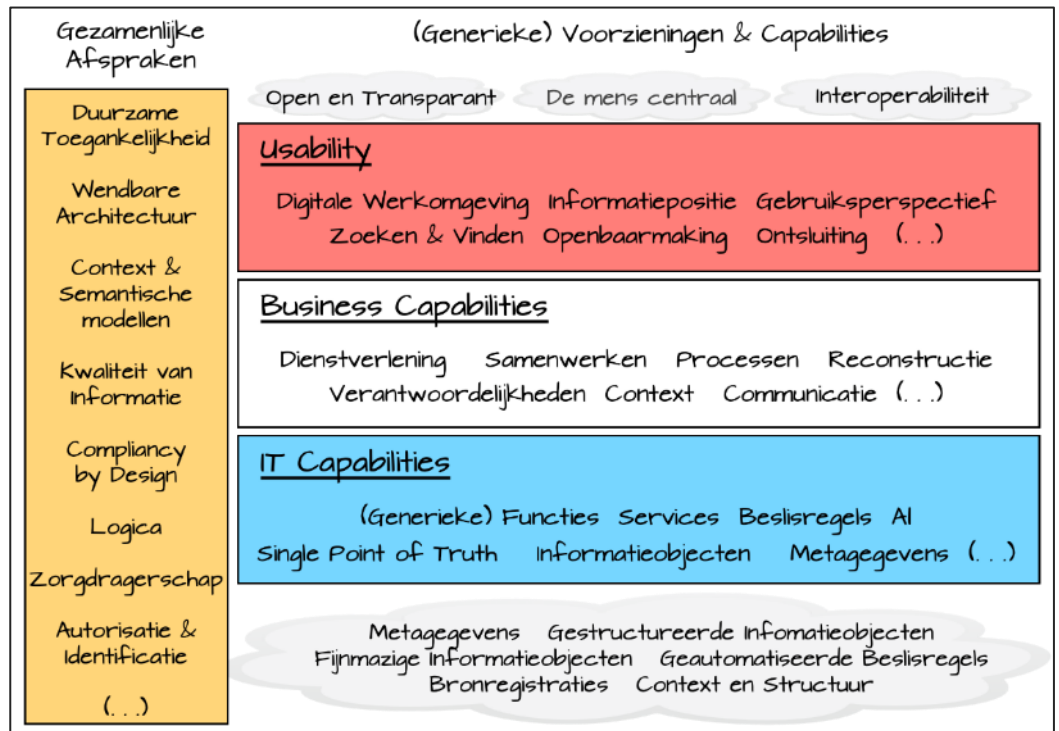 Gezamenlijke
Afspraken
Duurzame
Toegankelijkheid
Wendbare
Architectuur
Context &
Semantische
modellen
Kwaliteit van
Informatie
Compliancy
by Design
Logica
Zorgdragerschap
Autorisatie &
Identificatie
(...)
(Generieke) Voorzieningen & Capabilities
Open en Transparant De mens centraal Interoperabiliteit
Usability
Digitale Werkomgeving Informatiepositie Gebruiksperspectief
Zoeken & Vinden Openbaarmaking Ontsluiting (...)
Business Capabilities
Dienstverlening Samenwerken Processen Reconstructie
Verantwoordelijkheden Context Communicatie (...)
IT Capabilities
(Generieke) Functies Services Beslisregels AI
Single Point of Truth Informatieobjecten Metagegevens (...)
Metagegevens Gestructureerde Infomatieobjecten
Fijnmazige Informatieobjecten Geautomatiseerde Beslisregels
Bronregistraties Context en Structuur